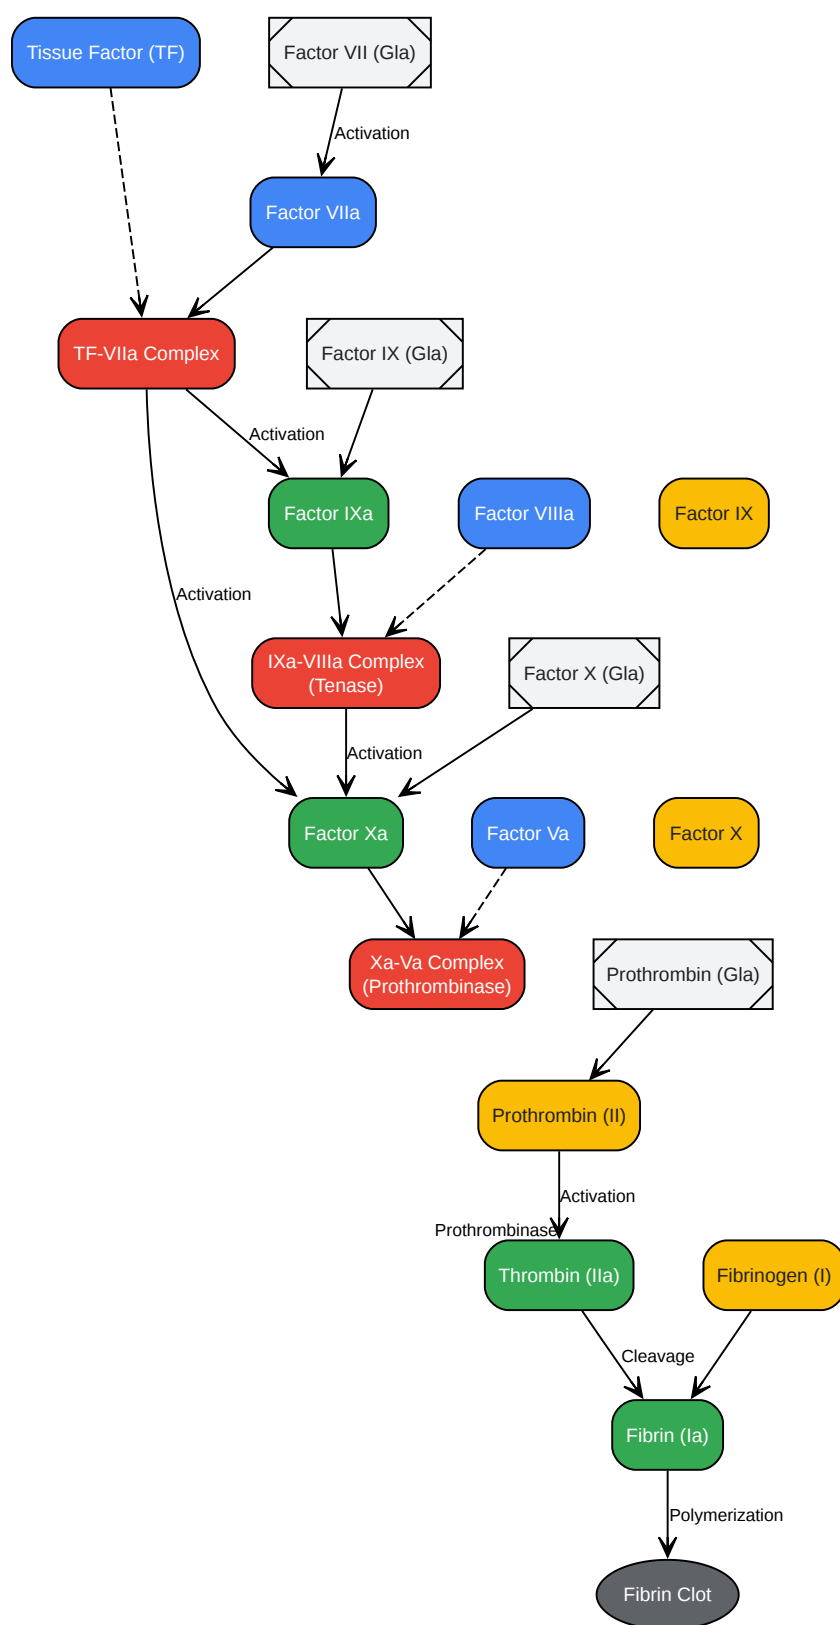 Tissue Factor (TF)
Factor VII (Gla)
Activation
Factor VIIa
TF-VIIa Complex
Factor IX (Gla)
Activation
Factor IXa
Factor VIIIa
Factor IX
Activation
IXa-VIIIa Complex
(Tenase)
Factor X (Gla)
Activation
Factor Xa
Factor Va
Factor X
Xa-Va Complex
(Prothrombinase)
Prothrombin (Gla)
Prothrombin (II)
Activation
Prothrombinase
Thrombin (IIa)
Fibrinogen (I)
Cleavage
Fibrin (Ia)
Polymerization
Fibrin Clot